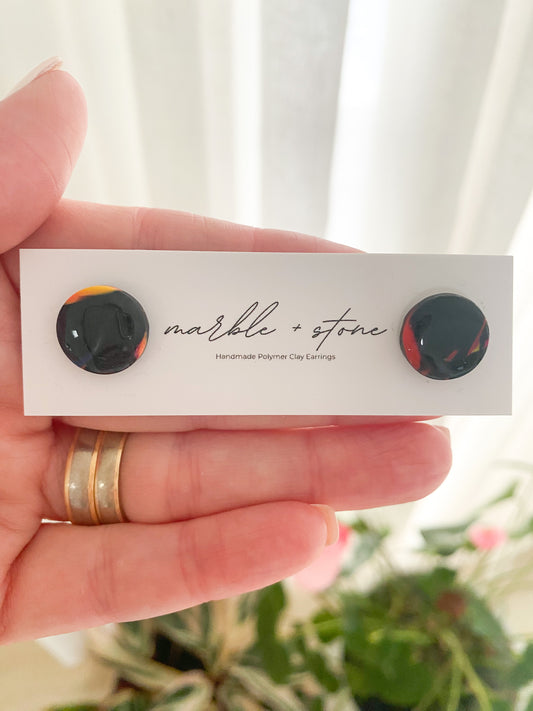 marble + stone
Handmade Polymer Clay Earrings